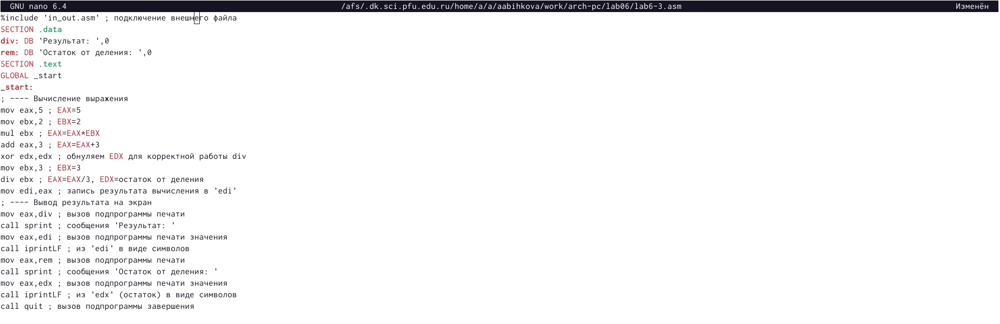 GNU nano 6.4 /afs/.dk.sci.pfu.edu.ru/home/a/a/aabihkova/work/arch-pc/lab06/lab6-3.asm Изменён
%include 'in_out.asm' ; подключение внешнего файла
SECTION .data
div: DB 'Результат: ',0
rem: DB 'Остаток от деления: ',0
SECTION .text
GLOBAL _start
_start:
; ---- Вычисление выражения
mov eax,5 ; EAX=5
mov ebx,2 ; EBX=2
mul ebx ; EAX=EAX*EBX
add eax,3 ; EAX=EAX+3
xor edx,edx ; обнуляем EDX для корректной работы div
mov ebx,3 ; EBX=3
div ebx ; EAX=EAX/3, EDX=остаток от деления
mov edi,eax ; запись результата вычисления в 'edi'
; ---- Вывод результата на экран
mov eax,div ; вызов подпрограммы печати
call sprint ; сообщения 'Результат: '
mov eax,edi ; вызов подпрограммы печати значения
call iprintLF ; из 'edi' в виде символов
mov eax,rem ; вызов подпрограммы печати
call sprint ; сообщения 'Остаток от деления: '
mov eax,edx ; вызов подпрограммы печати значения
call iprintLF ; из 'edx' (остаток) в виде символов
call quit ; вызов подпрограммы завершения